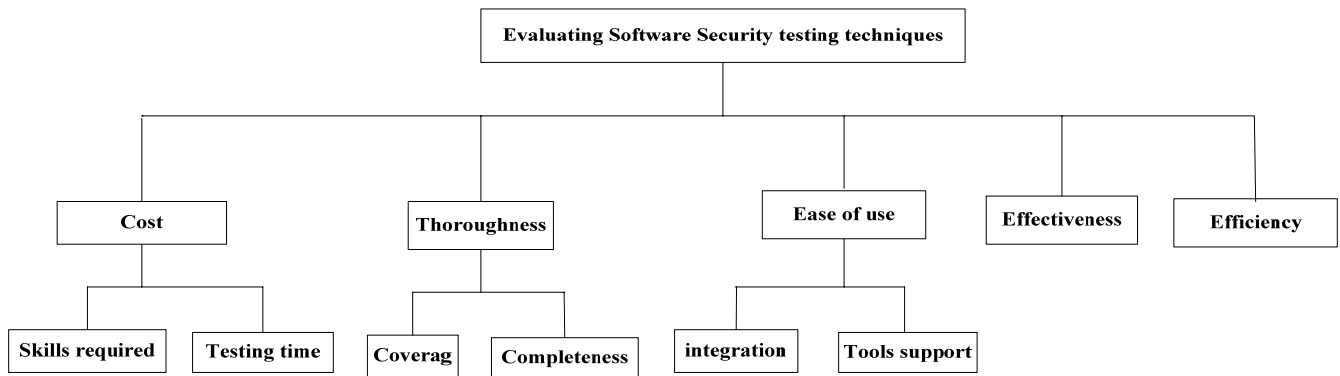 Evaluating Software Security testing techniques
Cost
Thoroughness
Ease of use
Effectiveness
Efficiency
Skills required
Testing time
Coverag
Completeness
integration
Tools support